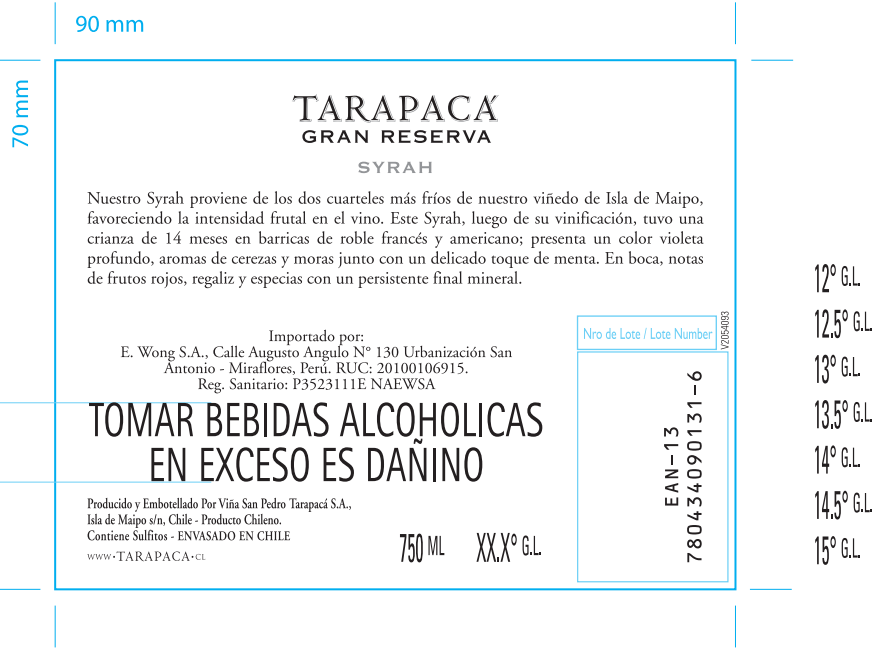 90 mm
70 mm
TARAPACÁ
GRAN RESERVA
SYRAH
Nuestro Syrah proviene de los dos cuarteles más fríos de nuestro viñedo de Isla de Maipo,
favoreciendo la intensidad frutal en el vino. Este Syrah, luego de su vinificación, tuvo una
crianza de 14 meses en barricas de roble francés y americano; presenta un color violeta
profundo, aromas de cerezas y moras junto con un delicado toque de menta. En boca, notas
de frutos rojos, regaliz y especias con un persistente final mineral.
Importado por:
E. Wong S.A., Calle Augusto Angulo N° 130 Urbanización San
Antonio - Miraflores, Perú. RUC: 20100106915.
Reg. Sanitario: P3523111E NAEWSA
TOMAR BEBIDAS ALCOHOLICAS
EN EXCESO ES DAÑINO
Producido y Embotellado Por Viña San Pedro Tarapacá S.A.,
Isla de Maipo s/n, Chile - Producto Chileno.
Contiene Sulfitos - ENVASADO EN CHILE
WWW•TARAPACA•CL
750 ML
XX.X° G.L.
Nro de Lote / Lote Number
V2054093
EAN-13
780434090131-6
12° G.L.
12.5° G.L.
13° G.L.
13.5° G.L.
14° G.L.
14.5° G.L.
15° G.L.